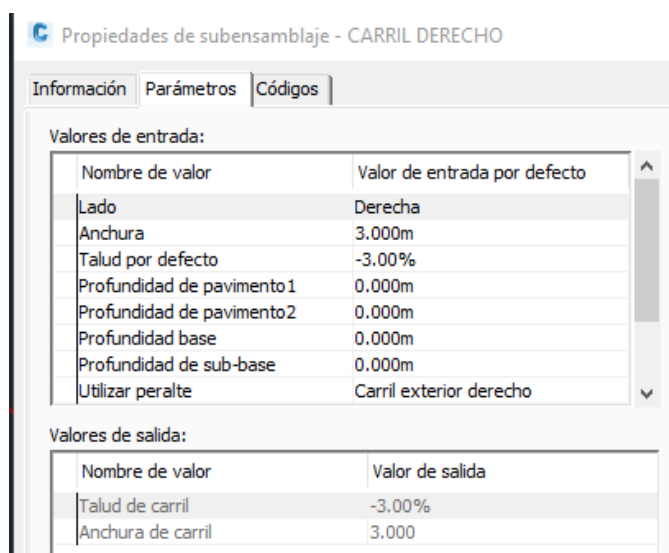 C Propiedades de subensamblaje - CARRIL DERECHO
Información Parámetros Códigos
Valores de entrada:
Nombre de valor Valor de entrada por defecto
Lado Derecha
Anchura 3.000m
Talud por defecto -3.00%
Profundidad de pavimento1 0.000m
Profundidad de pavimento2 0.000m
Profundidad base 0.000m
Profundidad de sub-base 0.000m
Utilizar peralte Carril exterior derecho
Valores de salida:
Nombre de valor Valor de salida
Talud de carril -3.00%
Anchura de carril 3.000